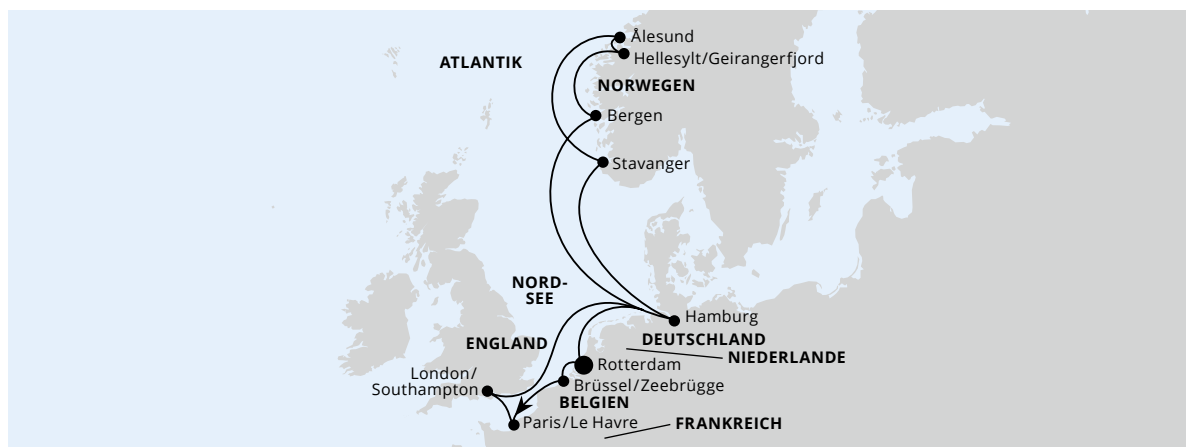 Ålesund
Hellesylt/Geirangerfjord
ATLANTIK
NORWEGEN
Bergen
Stavanger
NORD-
SEE
Hamburg
DEUTSCHLAND
ENGLAND
NIEDERLANDE
Rotterdam
London/
Southampton
Brüssel/Zeebrügge
BELGIEN
Paris/Le Havre
FRANKREICH